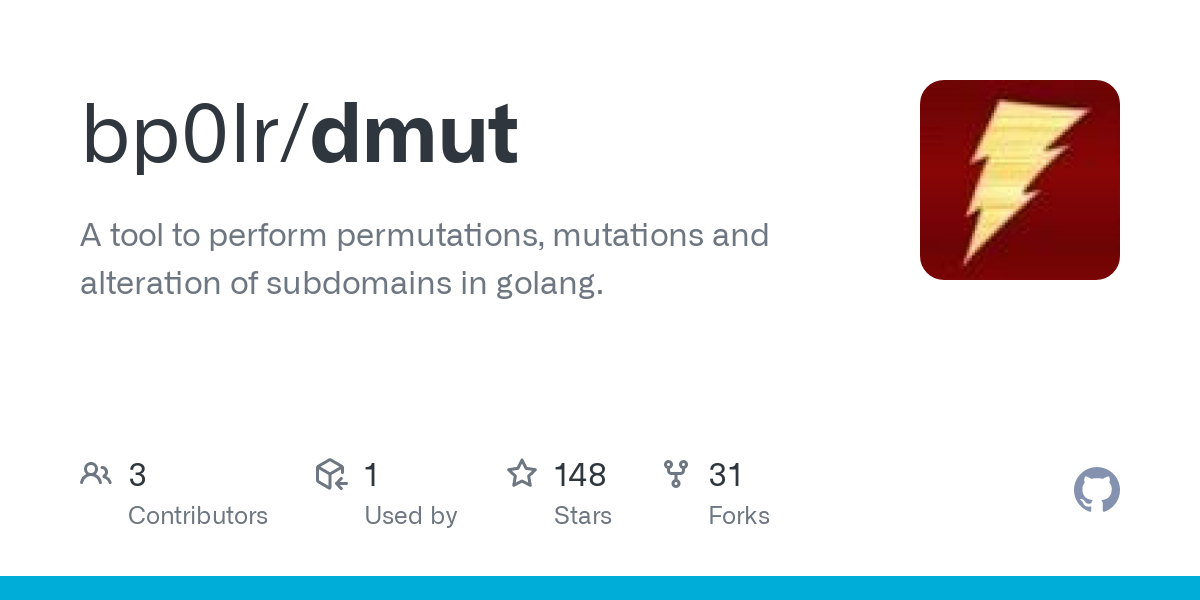 bp0lr/dmut
A tool to perform permutations, mutations and
alteration of subdomains in golang.
3
Contributors
1
Used by
148
Stars
31
Forks